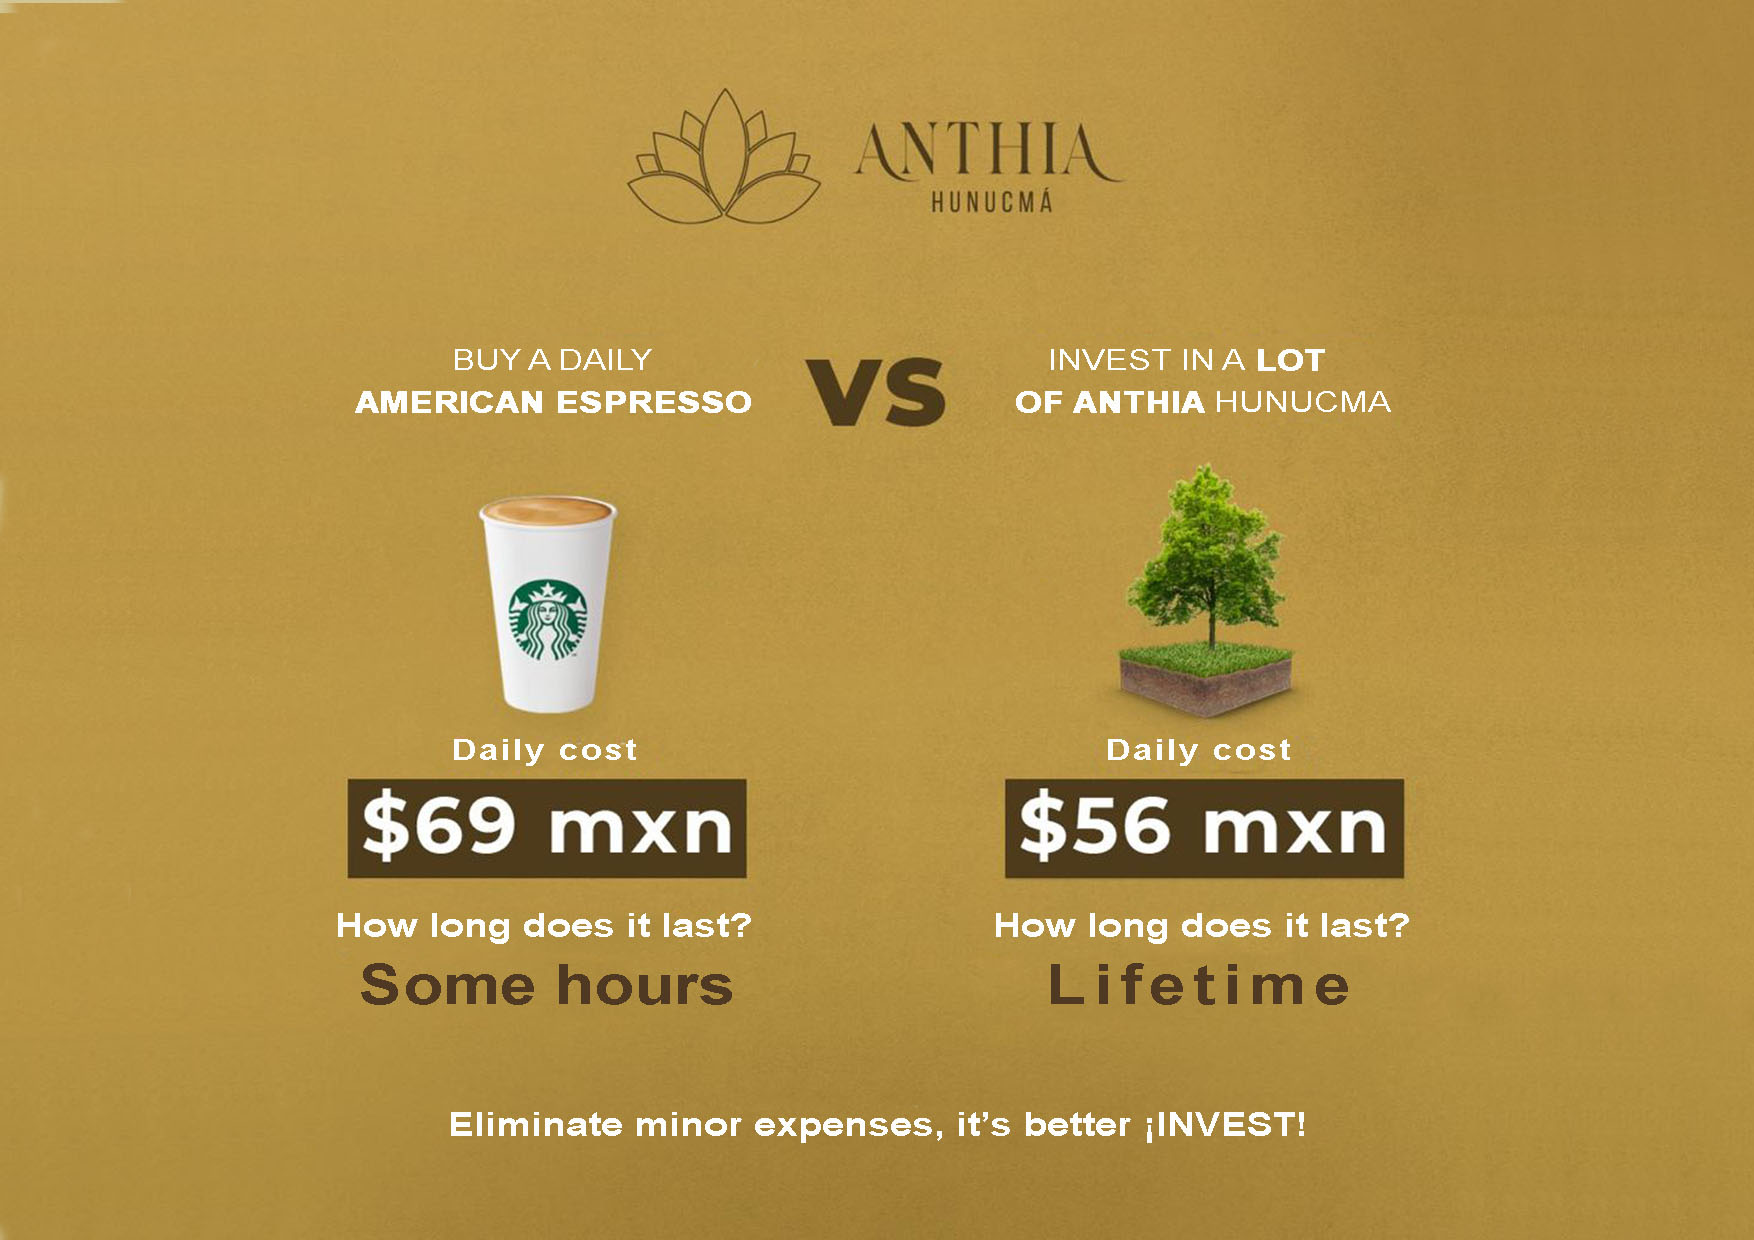 ANTHIA
HUNUCMÁ
BUY A DAILY
AMERICAN ESPRESSO
VS
INVEST IN A LOT
OF ANTHIA HUNUCMA
Daily cost
$69 mxn
How long does it last?
Some hours
Daily cost
$56 mxn
How long does it last?
Lifetime
Eliminate minor expenses, it’s better ¡INVEST!